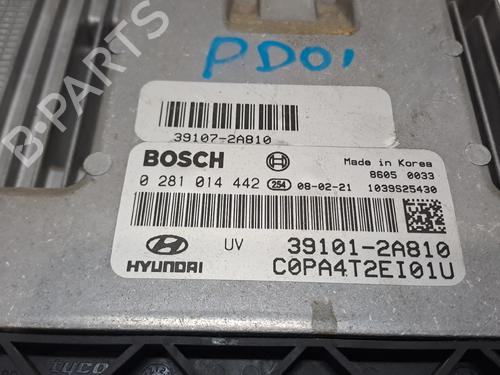 PD01
39107-2A810
BOSCH
Made in Korea
8605 0033
0 281 014 442 254 08-02-21 1039S25430
HYUNDAI
UV
39101-2A810
C0PA4T2EI01U
B-PARTS